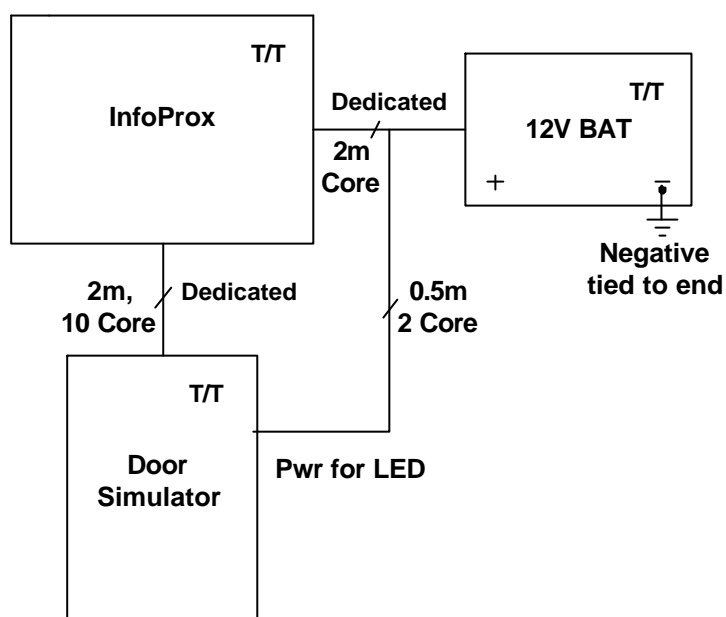 T/T
InfoProx
Dedicated
2m
Core
T/T
12V BAT
+
Negative
tied to end
2m,
10 Core
Dedicated
0.5m
2 Core
T/T
Door
Simulator
Pwr for LED